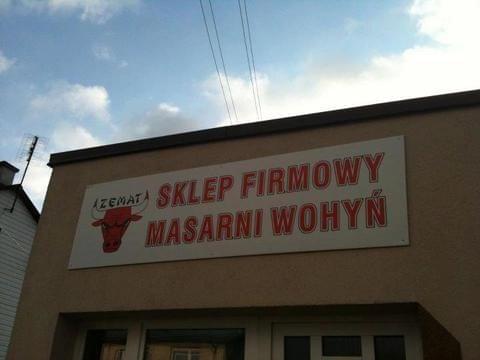 ZEMAT
SKLEP FIRMOWY
MASARNI WOHYŃ